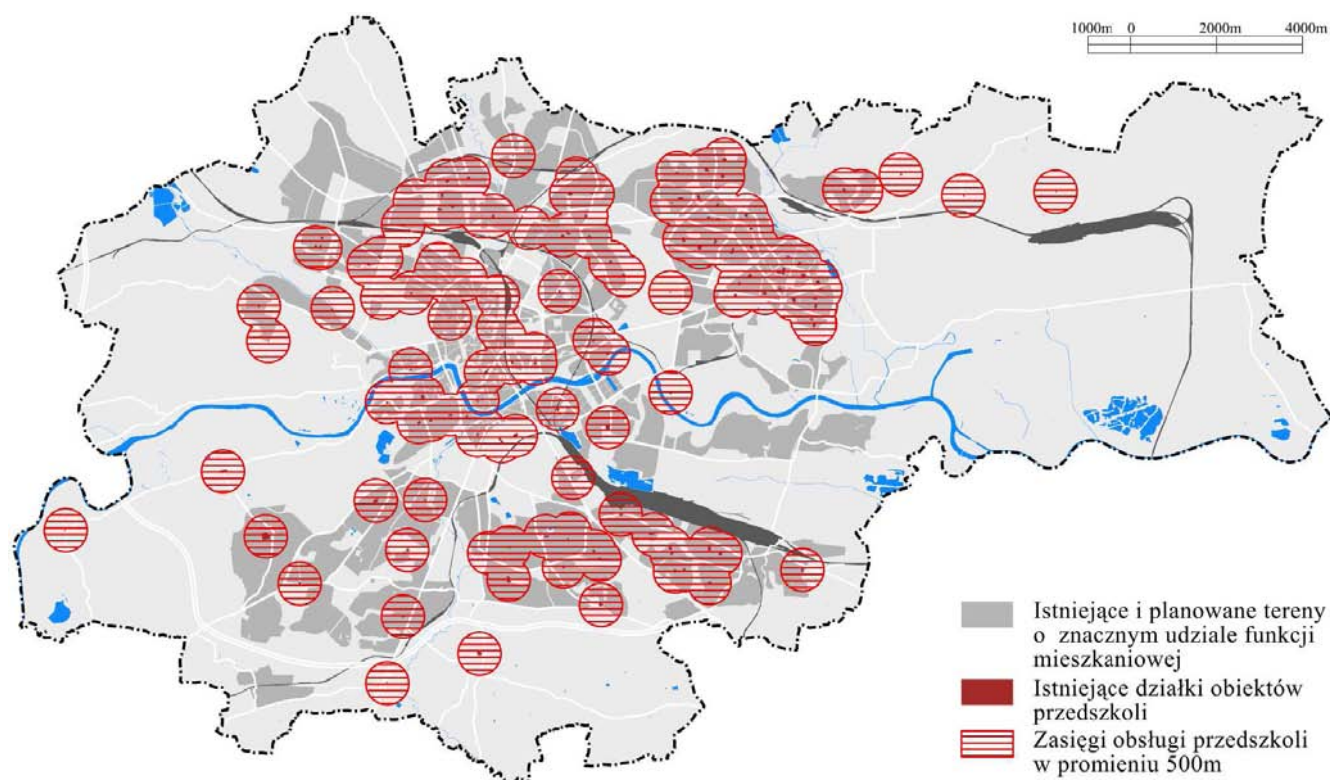 1000m 0 2000m 4000m
Istniejące i planowane tereny
o znacznym udziale funkcji
mieszkaniowej
Istniejące działki obiektów
przedszkoli
Zasięgi obsługi przedszkoli
w promieniu 500m